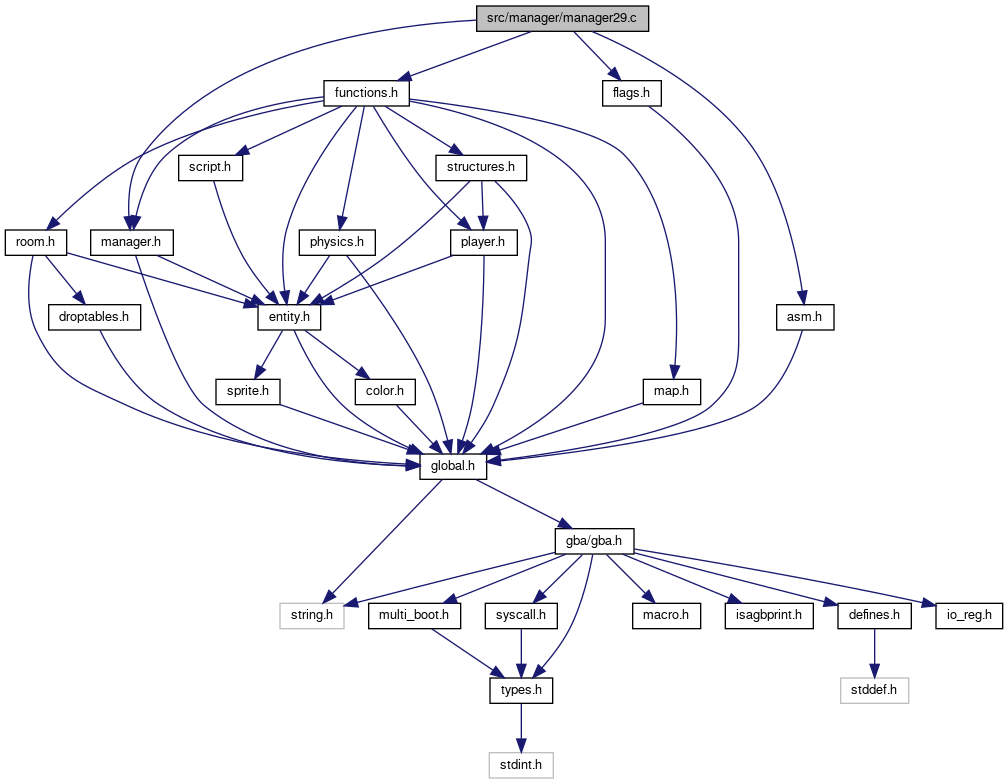 src/manager/manager29.c
functions.h
flags.h
script.h
structures.h
room.h
manager.h
physics.h
player.h
droptables.h
entity.h
asm.h
sprite.h
color.h
map.h
global.h
gba/gba.h
string.h
multi_boot.h
syscall.h
macro.h
isagbprint.h
defines.h
io_reg.h
types.h
stddef.h
stdint.h